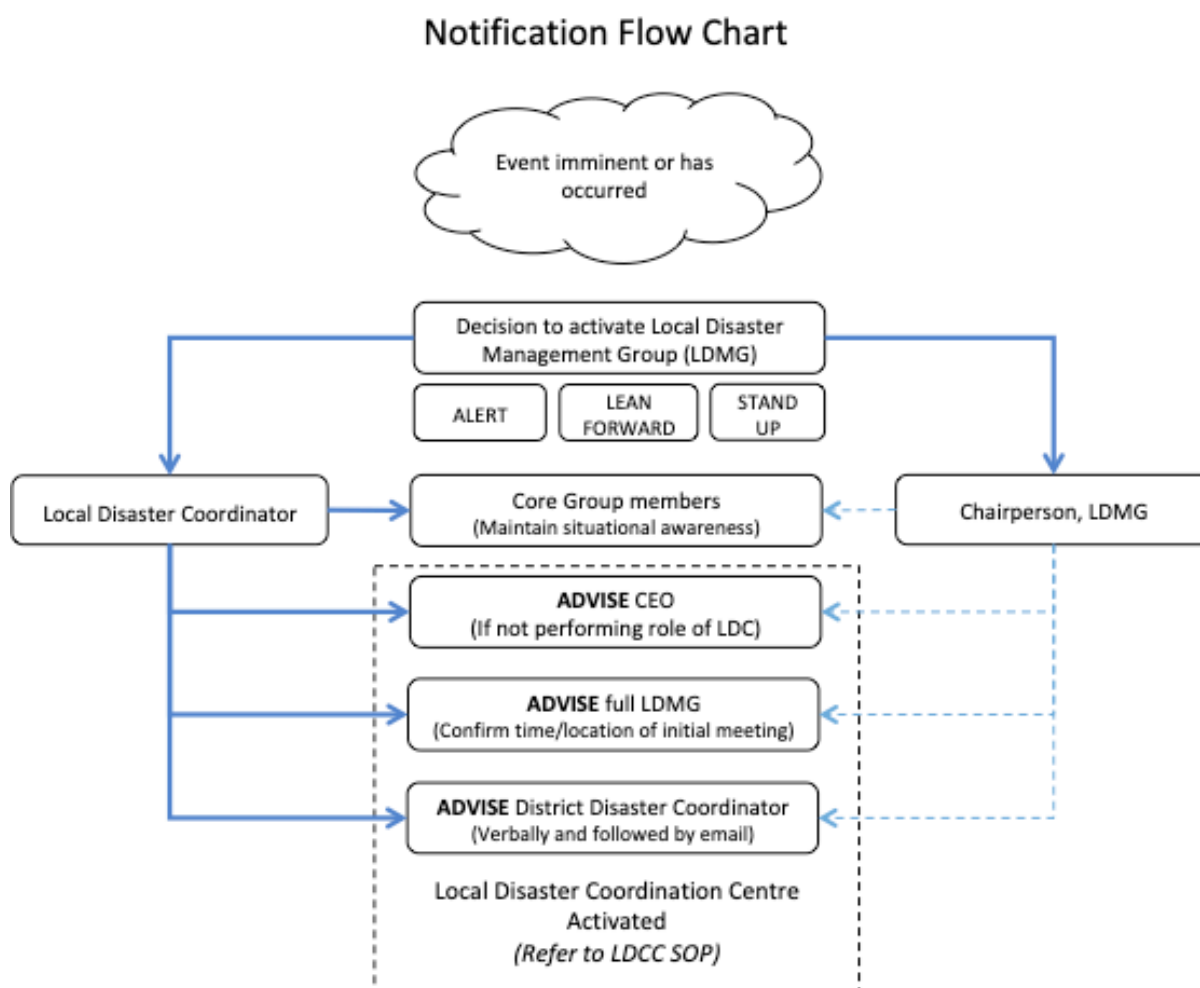 Notification Flow Chart
Event imminent or has
occurred
Decision to activate Local Disaster
Management Group (LDMG)
ALERT
LEAN
FORWARD
STAND
UP
Local Disaster Coordinator
Core Group members
(Maintain situational awareness)
Chairperson, LDMG
ADVISE CEO
(If not performing role of LDC)
ADVISE full LDMG
(Confirm time/location of initial meeting)
ADVISE District Disaster Coordinator
(Verbally and followed by email)
Local Disaster Coordination Centre
Activated
(Refer to LDCC SOP)